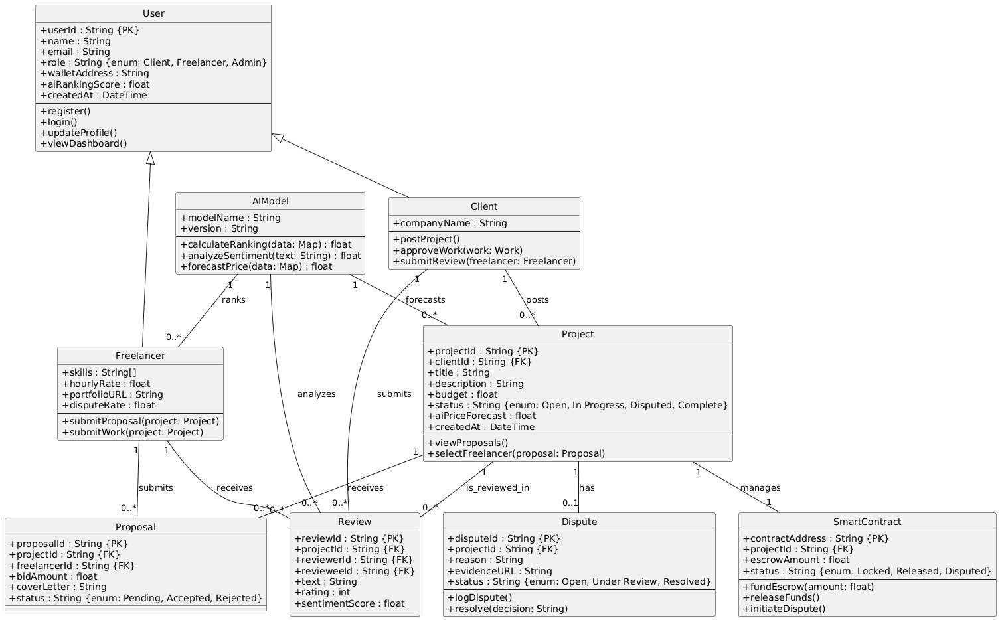 User
+userId : String {PK}
+name : String
+email : String
+role : String {enum: Client, Freelancer, Admin}
+walletAddress : String
+aiRankingScore : float
+createdAt : DateTime
+register()
+login()
+updateProfile()
+viewDashboard()
AIModel
+modelName : String
+version : String
+calculateRanking(data: Map) : float
+analyzeSentiment(text: String) : float
+forecastPrice(data: Map) : float
Client
+companyName : String
+postProject()
+approveWork(work: Work)
+submitReview(freelancer: Freelancer)
1
1
1
1
1
ranks
forecasts
posts
0..*
0..*
0..*
Freelancer
+skills : String[]
+hourlyRate : float
+portfolioURL : String
+disputeRate : float
+submitProposal(project: Project)
+submitWork(project: Project)
analyzes
submits
Project
+projectId : String {PK}
+clientId : String {FK}
+title : String
+description : String
+budget : float
+status : String {enum: Open, In Progress, Disputed, Complete}
+aiPriceForecast : float
+createdAt : DateTime
+viewProposals()
+selectFreelancer(proposal: Proposal)
1
1
1
1
1
1
submits
receives
receives
is_reviewed_in
has
manages
0..*
0..*
0..*
0..*
0..*
0..*
0..1
1
Proposal
+proposalId : String {PK}
+projectId : String {FK}
+freelancerId : String {FK}
+bidAmount : float
+coverLetter : String
+status : String {enum: Pending, Accepted, Rejected}
Review
+reviewId : String {PK}
+projectId : String {FK}
+reviewerId : String {FK}
+revieweeId : String {FK}
+text : String
+rating : int
+sentimentScore : float
Dispute
+disputeId : String {PK}
+projectId : String {FK}
+reason : String
+evidenceURL : String
+status : String {enum: Open, Under Review, Resolved}
+logDispute()
+resolve(decision: String)
SmartContract
+contractAddress : String {PK}
+projectId : String {FK}
+escrowAmount : float
+status : String {enum: Locked, Released, Disputed}
+fundEscrow(amount: float)
+releaseFunds()
+initiateDispute()